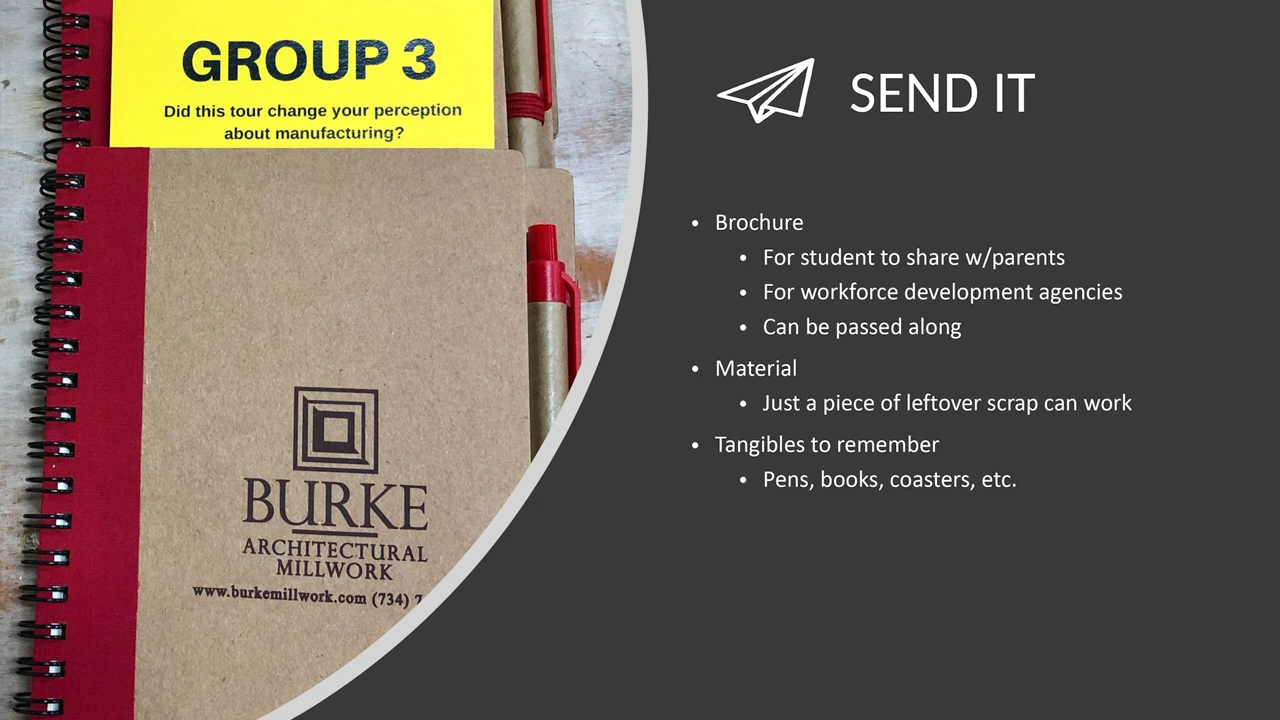 GROUP 3
Did this tour change your perception
about manufacturing?
BURKE
ARCHITECTURAL
MILLWORK
www.burkemillwork.com (734)
SEND IT
• Brochure
• For student to share w/parents
• For workforce development agencies
• Can be passed along
• Material
• Just a piece of leftover scrap can work
• Tangibles to remember
• Pens, books, coasters, etc.